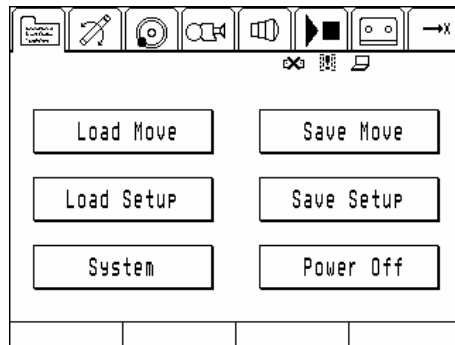 →X
Load Move
Save Move
Load Setup
Save Setup
System
Power Off